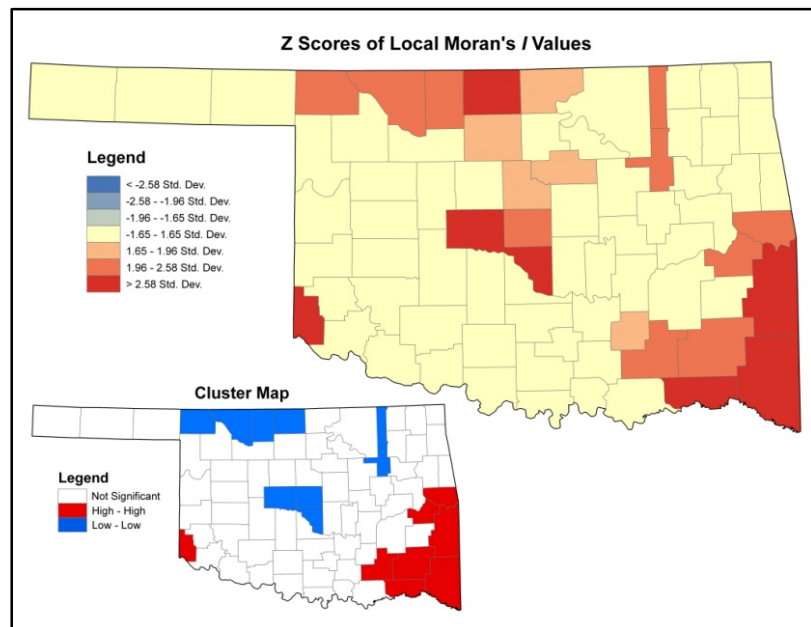 Z Scores of Local Moran's I Values
Legend
< -2.58 Std. Dev.
-2.58 - -1.96 Std. Dev.
-1.96 - -1.65 Std. Dev.
-1.65 - 1.65 Std. Dev.
1.65 - 1.96 Std. Dev.
1.96 - 2.58 Std. Dev.
> 2.58 Std. Dev.
Cluster Map
Legend
Not Significant
High - High
Low - Low